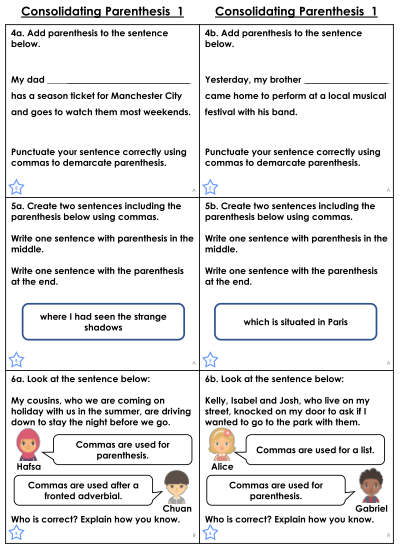 Consolidating Parenthesis 1
4a. Add parenthesis to the sentence
below.
My dad ______________________
has a season ticket for Manchester City
and goes to watch them most weekends.
Punctuate your sentence correctly using
commas to demarcate parenthesis.
A
5a. Create two sentences including the
parenthesis below using commas.
Write one sentence with parenthesis in the
middle.
Write one sentence with the parenthesis
at the end.
where I had seen the strange
shadows
A
6a. Look at the sentence below:
My cousins, who we are coming on
holiday with us in the summer, are driving
down to stay the night before we go.
Commas are used for
parenthesis.
Hafsa
Commas are used after a
fronted adverbial.
Chuan
Who is correct? Explain how you know.
R
Consolidating Parenthesis 1
4b. Add parenthesis to the sentence
below.
Yesterday, my brother ________________
came home to perform at a local musical
festival with his band.
Punctuate your sentence correctly using
commas to demarcate parenthesis.
A
5b. Create two sentences including the
parenthesis below using commas.
Write one sentence with parenthesis in the
middle.
Write one sentence with the parenthesis
at the end.
which is situated in Paris
A
6b. Look at the sentence below:
Kelly, Isabel and Josh, who live on my
street, knocked on my door to ask if I
wanted to go to the park with them.
Commas are used for a list.
Alice
Commas are used for
parenthesis.
Gabriel
Who is correct? Explain how you know.
R